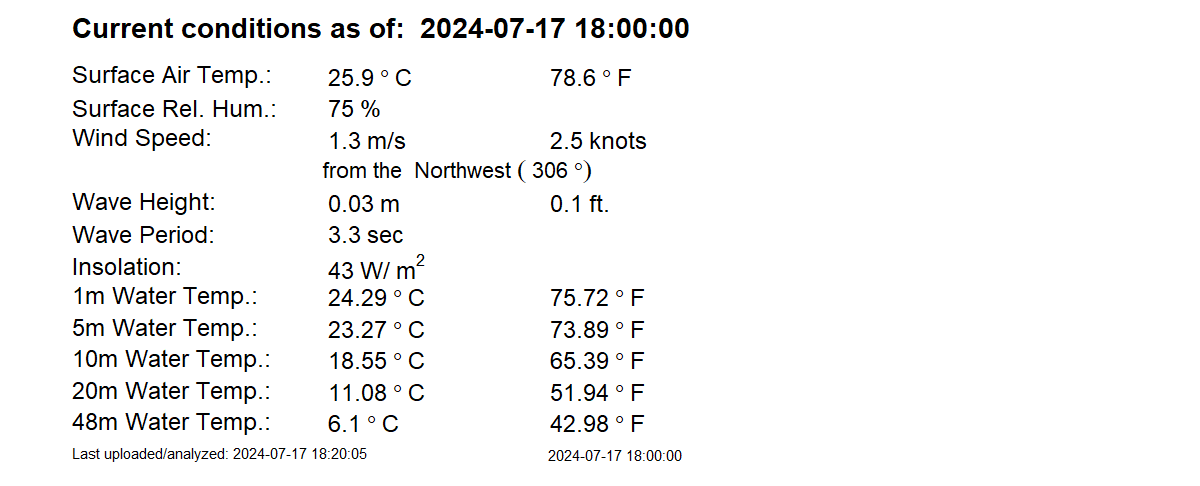 Current conditions as of:  2024-07-17 18:00:00
Surface Air Temp.: 25.9 ° C 78.6 ° F
Surface Rel. Hum.: 75 %
Wind Speed: 1.3 m/s 2.5 knots
from the  Northwest ( 306 °)
Wave Height: 0.03 m 0.1 ft.
Wave Period: 3.3 sec
Insolation: 43 W/ m²
1m Water Temp.: 24.29 ° C 75.72 ° F
5m Water Temp.: 23.27 ° C 73.89 ° F
10m Water Temp.: 18.55 ° C 65.39 ° F
20m Water Temp.: 11.08 ° C 51.94 ° F
48m Water Temp.: 6.1 ° C 42.98 ° F
Last uploaded/analyzed: 2024-07-17 18:20:05 2024-07-17 18:00:00